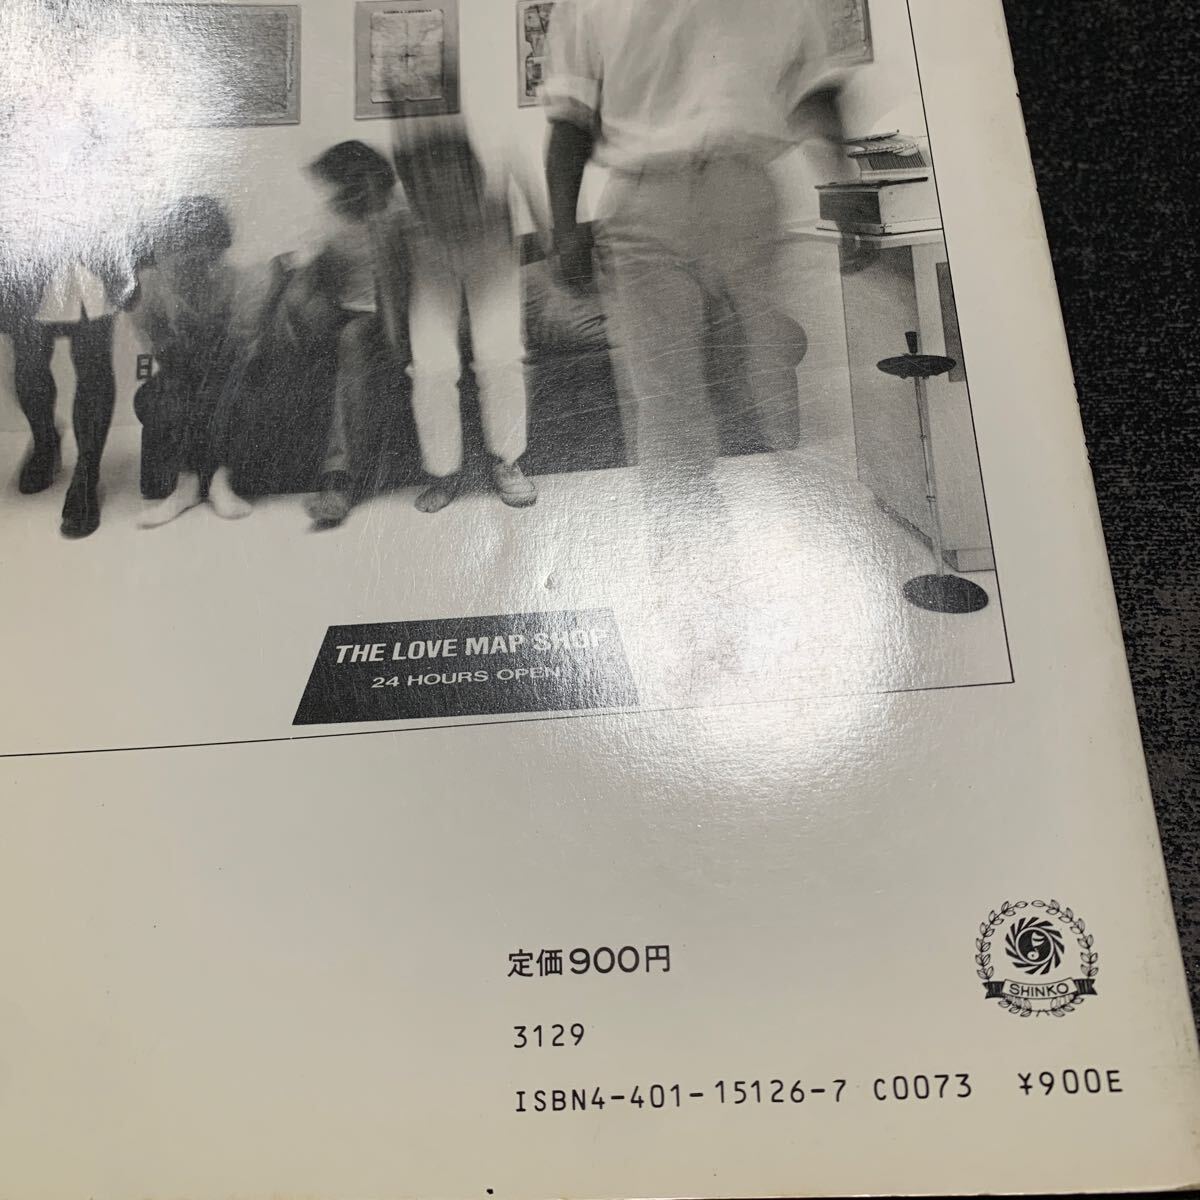 THE LOVE MAP SHOP
24 HOURS OPEN
定価900円
SHINKO
3129
ISBN4-401-15126-7 C0073 ¥900E